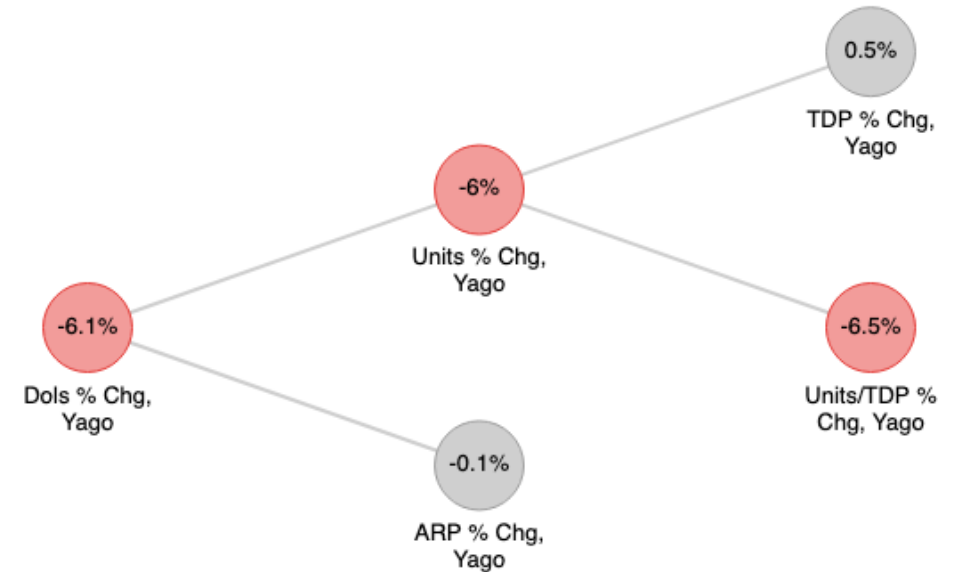 0.5%
TDP % Chg,
Yago
-6%
Units % Chg,
Yago
-6.1%
Dols % Chg,
Yago
-6.5%
Units/TDP %
Chg, Yago
-0.1%
ARP % Chg,
Yago